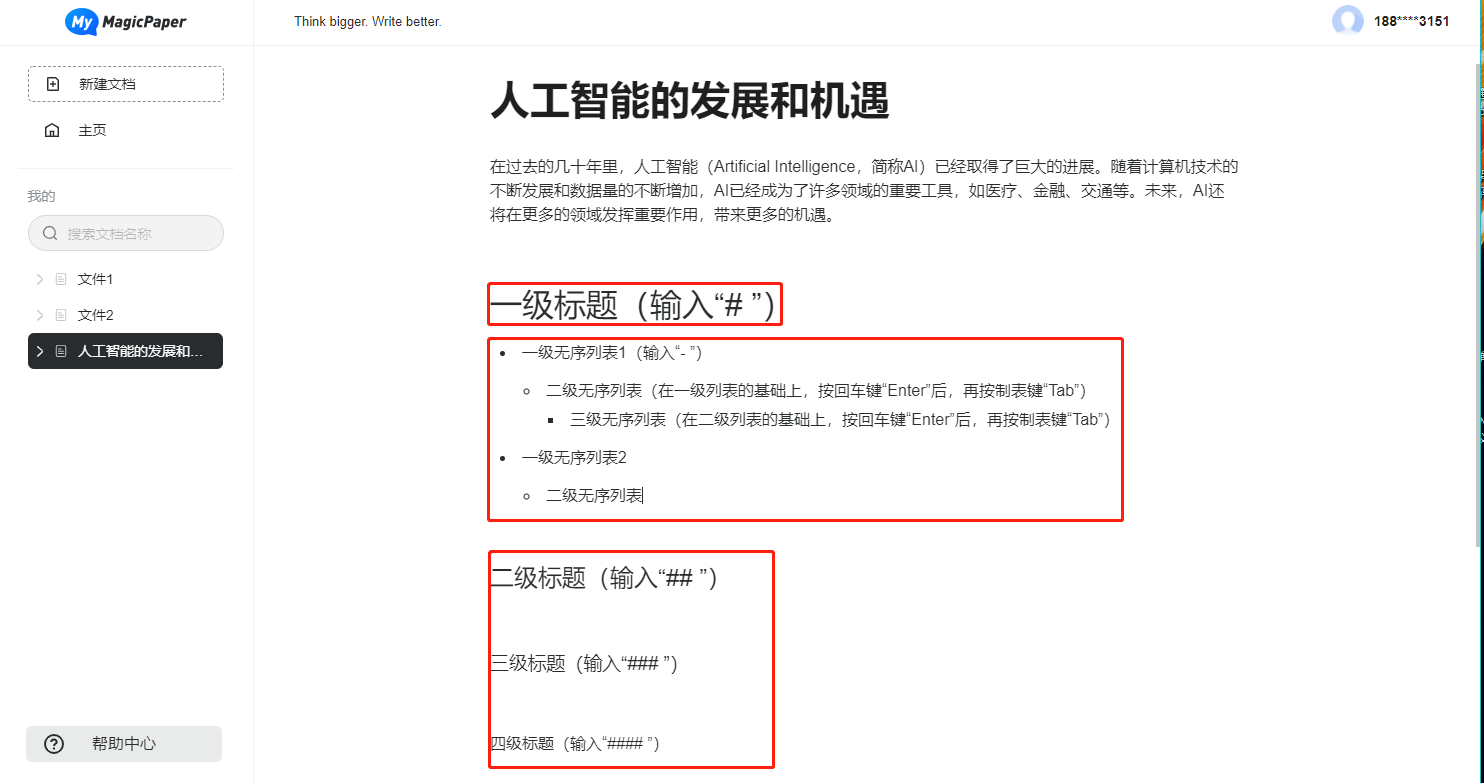 My MagicPaper
Think bigger. Write better.
188****3151
新建文档
主页
我的
搜索文档名称
文件1
文件2
人工智能的发展和...
帮助中心
人工智能的发展和机遇
在过去的几十年里，人工智能（Artificial Intelligence，简称AI）已经取得了巨大的进展。随着计算机技术的
不断发展和数据量的不断增加，AI已经成为了许多领域的重要工具，如医疗、金融、交通等。未来，AI还
将在更多的领域发挥重要作用，带来更多的机遇。
一级标题（输入“# ”）
一级无序列表1（输入“- ”）
二级无序列表（在一级列表的基础上，按回车键“Enter”后，再按制表键“Tab”）
三级无序列表（在二级列表的基础上，按回车键“Enter”后，再按制表键“Tab”）
一级无序列表2
二级无序列表
二级标题（输入“## ”）
三级标题（输入“### ”）
四级标题（输入“#### ”）